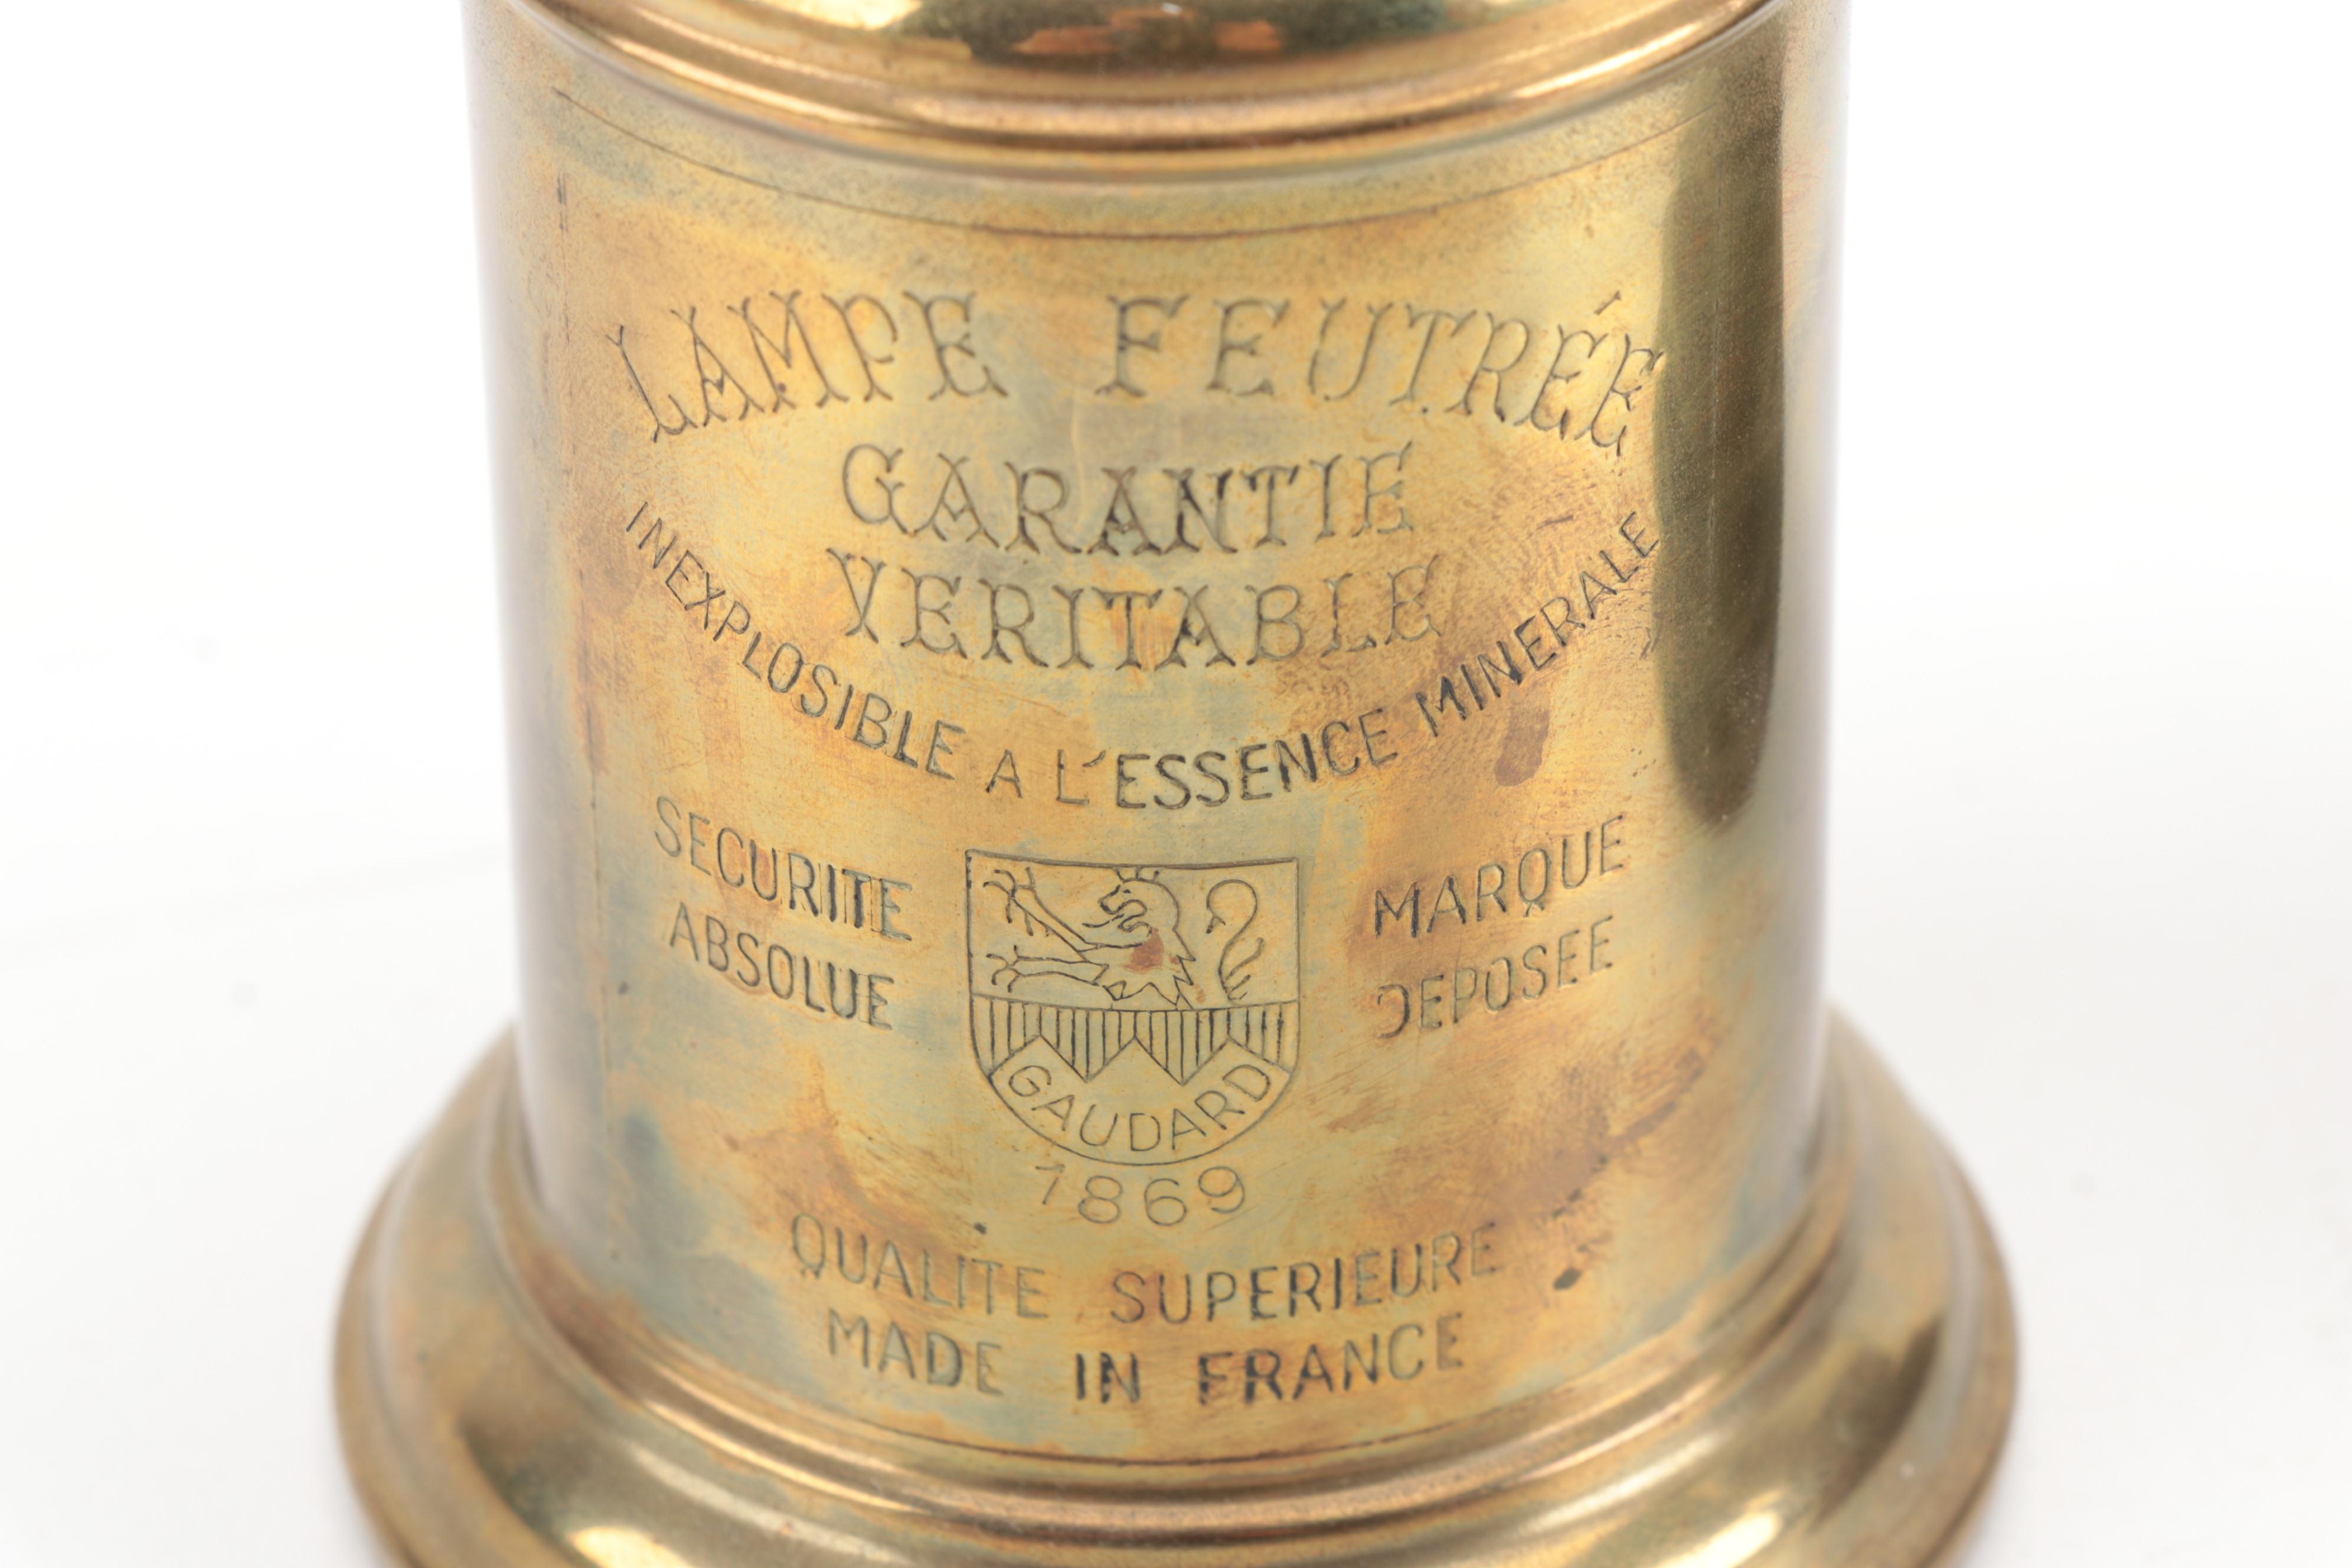 LAMPE FEUTRÉE
GARANTIE
VERITABLE
INEXPLOSIBLE A L'ESSENCE MINERALE
SECURITE
ABSOLUE
MARQUE
DEPOSEE
GAUDARD
1869
QUALITE SUPERIEURE
MADE IN FRANCE